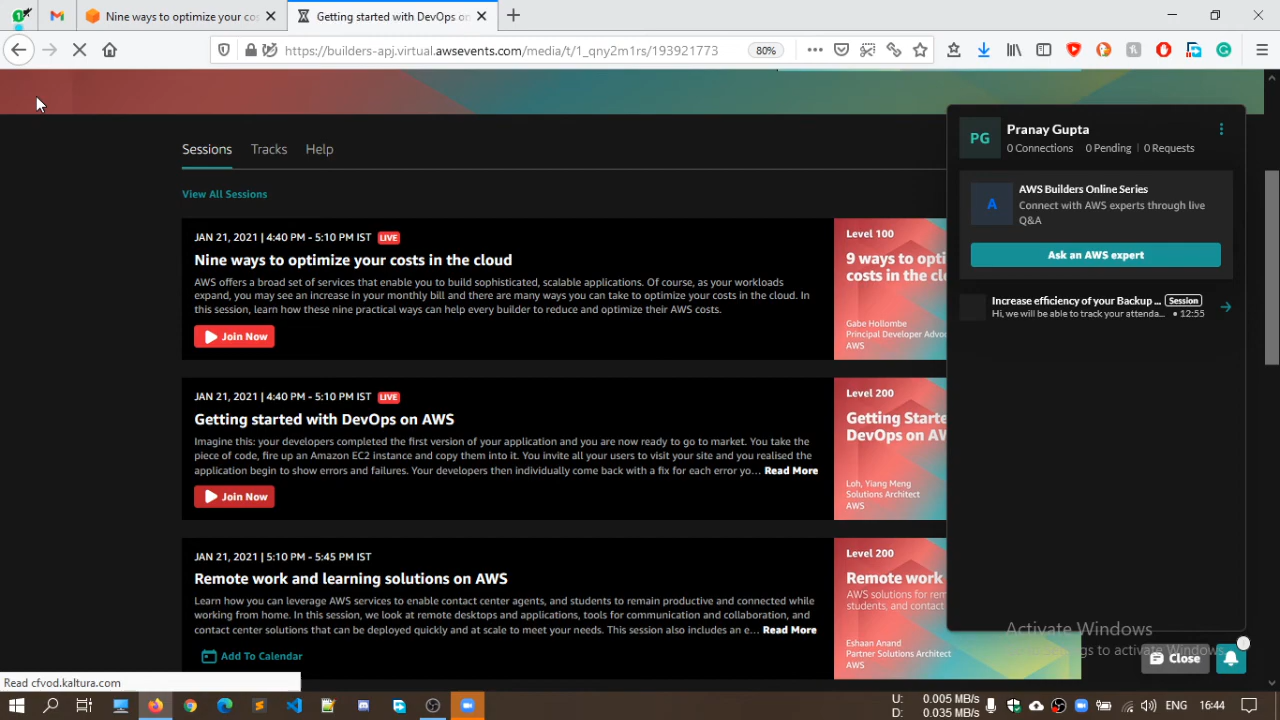 Nine ways to optimize your cos
Getting started with DevOps on
https://builders-apj.virtual.awsevents.com/media/t/1_qny2m1rs/193921773
80%
Sessions
Tracks
Help
View All Sessions
JAN 21, 2021 | 4:40 PM - 5:10 PM IST LIVE
Nine ways to optimize your costs in the cloud
AWS offers a broad set of services that enable you to build sophisticated, scalable applications. Of course, as your workloads
expand, you may see an increase in your monthly bill and there are many ways you can take to optimize your costs in the cloud. In
this session, learn how these nine practical ways can help every builder to reduce and optimize their AWS costs.
Join Now
Level 100
9 ways to opti
costs in the cl
Gabe Hollombe
Principal Developer Advo
AWS
JAN 21, 2021 | 4:40 PM - 5:10 PM IST LIVE
Getting started with DevOps on AWS
Imagine this: your developers completed the first version of your application and you are now ready to go to market. You take the
piece of code, fire up an Amazon EC2 instance and copy them into it. You invite all your users to visit your site and you realised the
application begin to show errors and failures. Your developers then individually come back with a fix for each error yo... Read More
Join Now
Level 200
Getting Starte
DevOps on AW
Loh, Yiang Meng
Solutions Architect
AWS
JAN 21, 2021 | 5:10 PM - 5:45 PM IST
Remote work and learning solutions on AWS
Learn how you can leverage AWS services to enable contact center agents, and students to remain productive and connected while
working from home. In this session, we look at remote desktops and applications, tools for communication and collaboration, and
contact center solutions that can be deployed quickly and at scale to meet your needs. This session also includes an e... Read More
Add To Calendar
Level 200
Remote work
AWS solutions for rem
students, and contact
Eshaan Anand
Partner Solutions Architect
AWS
PG
Pranay Gupta
0 Connections 0 Pending | 0 Requests
A
AWS Builders Online Series
Connect with AWS experts through live
Q&A
Ask an AWS expert
Increase efficiency of your Backup ... Session
Hi, we will be able to track your attenda... • 12:55
Activate Windows
gs to activate Windows.
Close
Read cfvod.kaltura.com
U: 0.005 MB/s
D: 0.035 MB/s
ENG
16:44